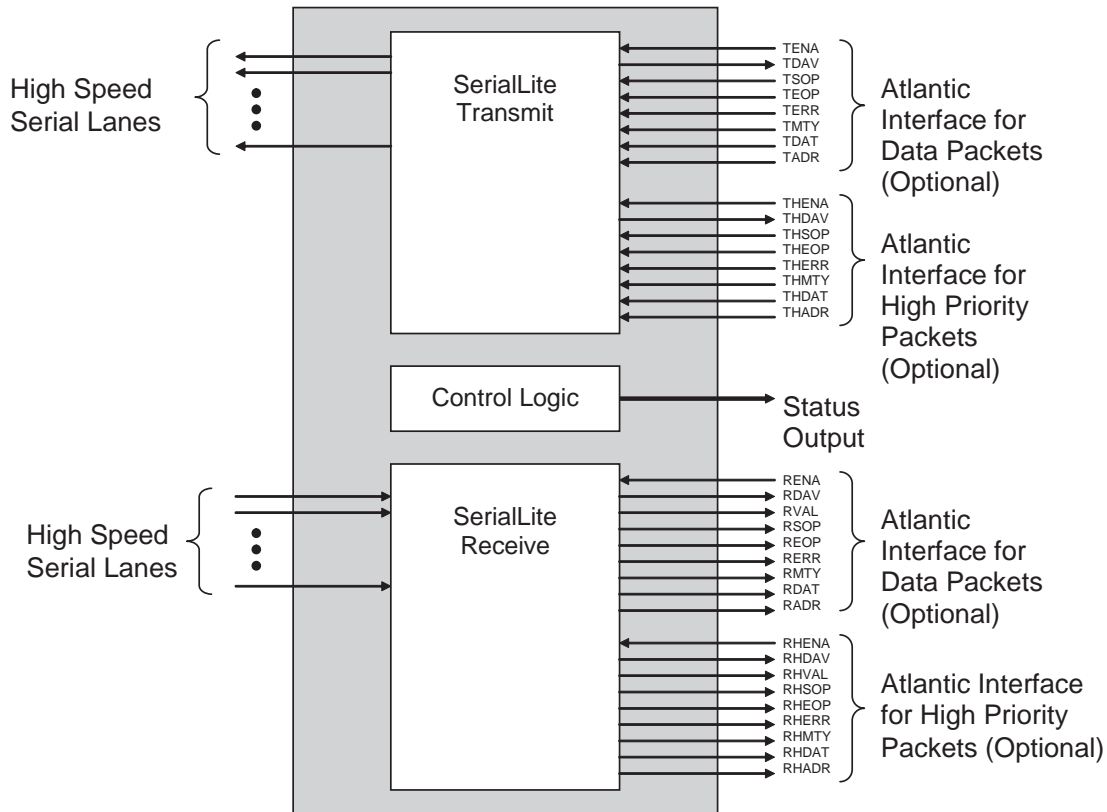 High Speed
Serial Lanes
SerialLite
Transmit
TENA
TDAV
TSOP
TEOP
TERR
TMTY
TDAT
TADR
Atlantic
Interface for
Data Packets
(Optional)
THENA
THDAV
THSOP
THEOP
THERR
THMTY
THDAT
THADR
Atlantic
Interface for
High Priority
Packets
(Optional)
Control Logic
Status
Output
High Speed
Serial Lanes
SerialLite
Receive
RENA
RDAV
RVAL
RSOP
REOP
RERR
RMTY
RDAT
RADR
Atlantic
Interface for
Data Packets
(Optional)
RHENA
RHDAV
RHVAL
RHSOP
RHEOP
RHERR
RHMTY
RHDAT
RHADR
Atlantic Interface
for High Priority
Packets (Optional)